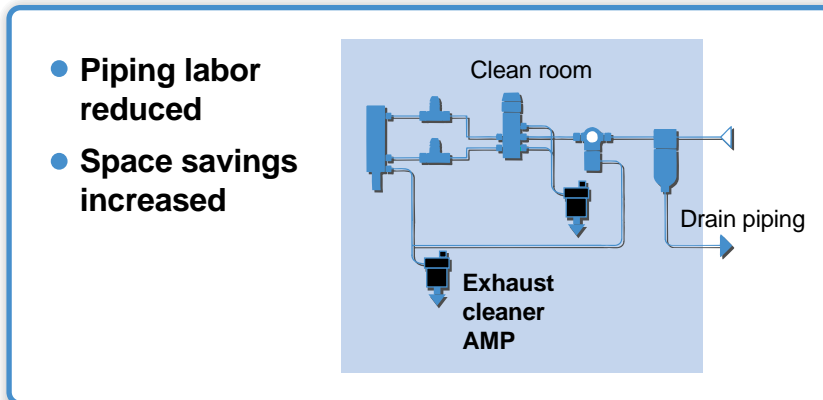 Piping labor
reduced
Space savings
increased
Clean room
Drain piping
Exhaust
cleaner
AMP